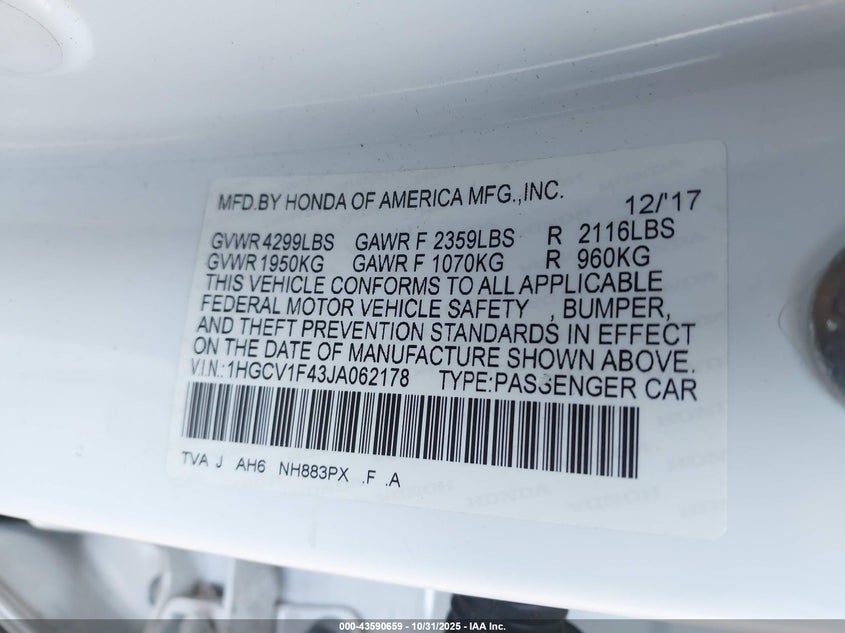 MFD.BY HONDA OF AMERICA MFG.,INC. 12/'17
GVWR 4299LBS GAWR F 2359LBS R 2116LBS
GVWR 1950KG GAWR F 1070KG R 960KG
THIS VEHICLE CONFORMS TO ALL APPLICABLE
FEDERAL MOTOR VEHICLE SAFETY , BUMPER,
AND THEFT PREVENTION STANDARDS IN EFFECT
ON THE DATE OF MANUFACTURE SHOWN ABOVE.
V.I.N.:1HGCV1F43JA062178 TYPE:PASSENGER CAR
TVA J AH6 NH883PX .F .A
HONDA HONDA HONDA
000-43590659 - 10/31/2025 - IAA Inc.